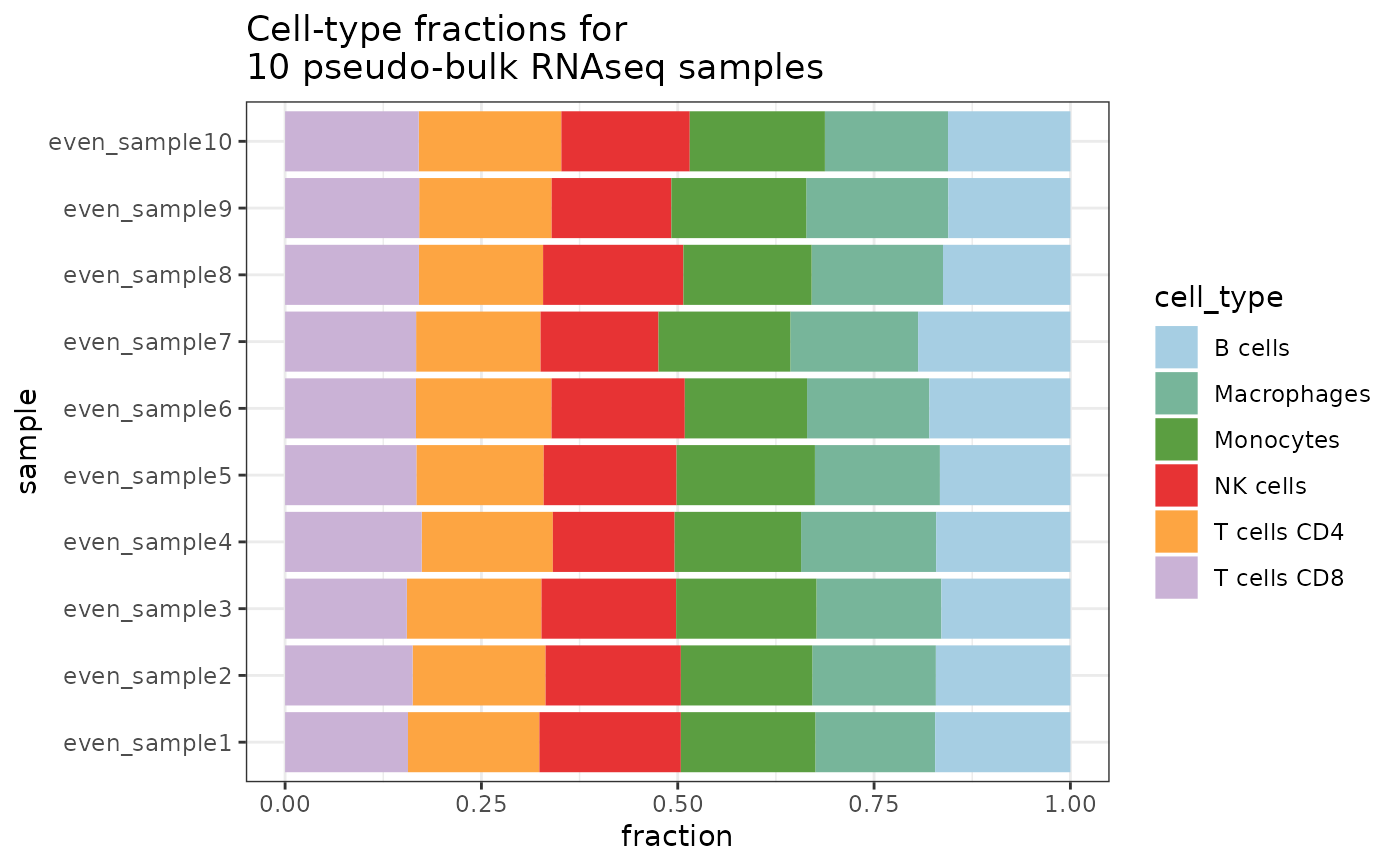 Cell-type fractions for
10 pseudo-bulk RNAseq samples
even_sample10
even_sample9
even_sample8
even_sample7
even_sample6
even_sample5
even_sample4
even_sample3
even_sample2
even_sample1
sample
0.00 0.25 0.50 0.75 1.00
fraction
cell_type
B cells
Macrophages
Monocytes
NK cells
T cells CD4
T cells CD8